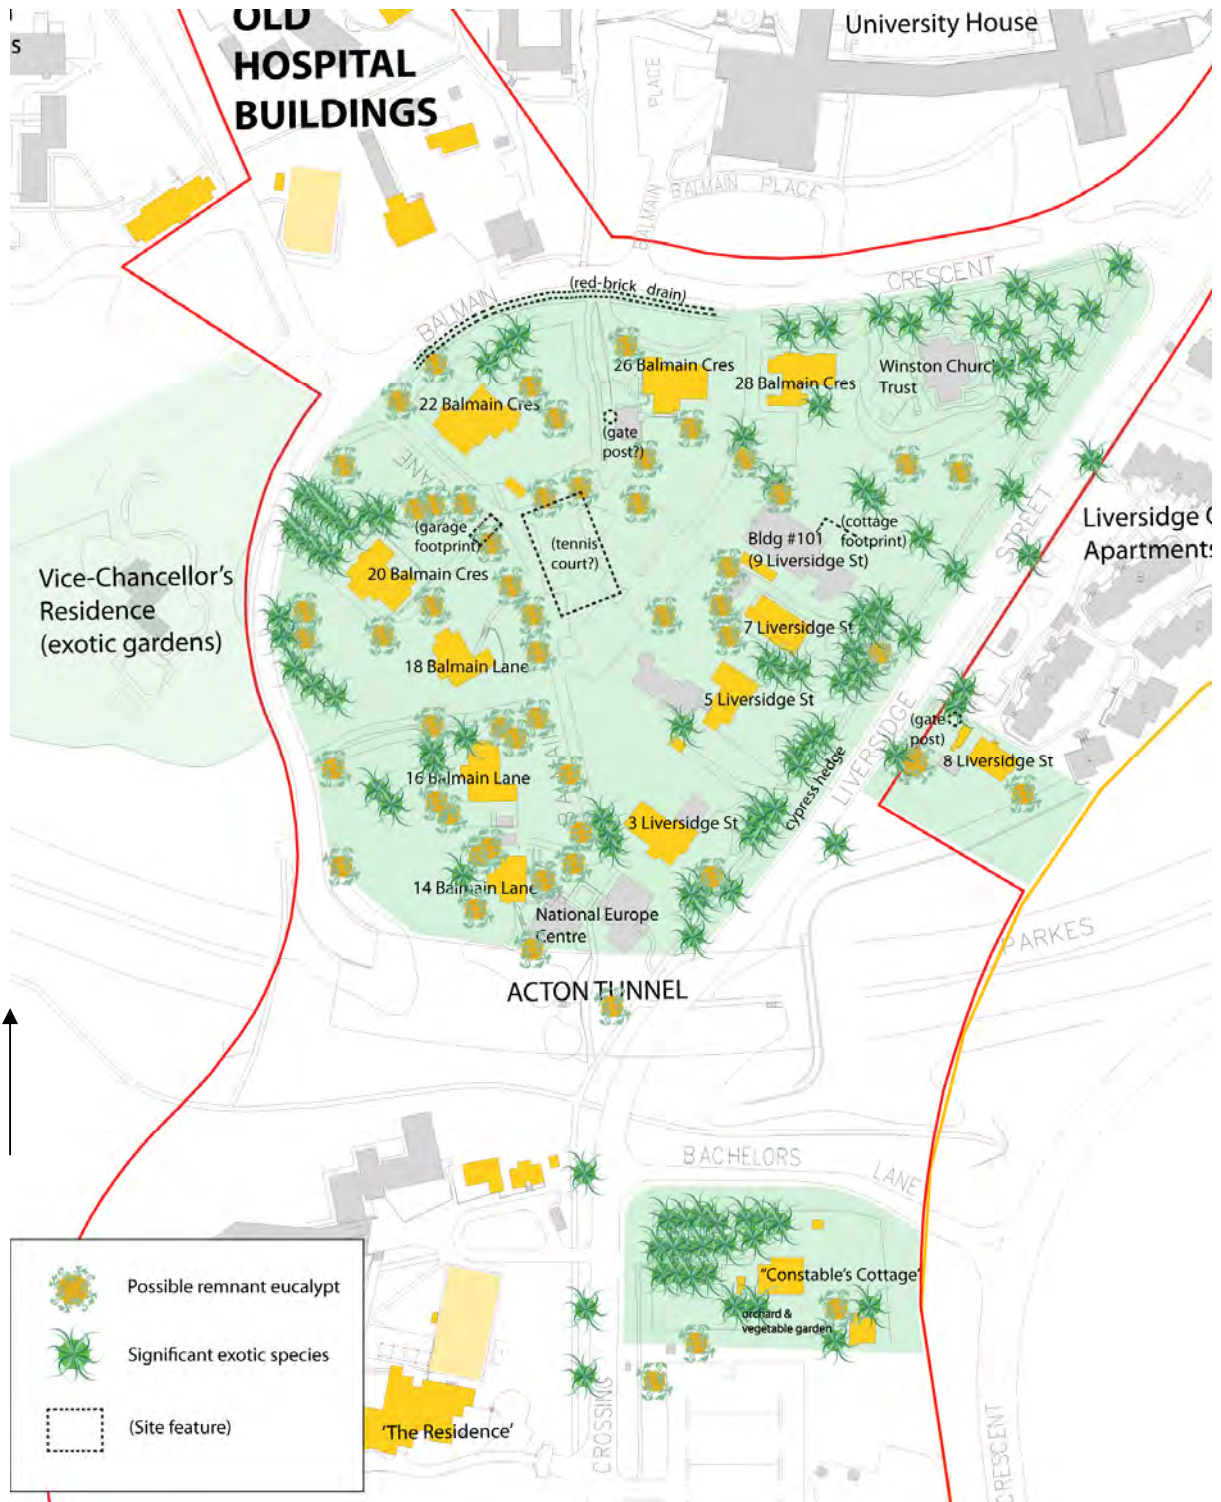 OLD
HOSPITAL
BUILDINGS
University House
s
PLACE
BALMAIN
BALMAIN PLACE
CRESCENT
BALMAIN
(red-brick drain)
26 Balmain Cres
28 Balmain Cres
Winston Churc
Trust
22 Balmain Cres
(gate
post?)
LANE
(garage
footprint)
(tennis
court?)
Bldg #101
(9 Liversidge St)
(cottage
footprint)
STREET
Liversidge
Apartments
Vice-Chancellor's
Residence
(exotic gardens)
20 Balmain Cres
7 Liversidge St
18 Balmain Lane
5 Liversidge St
LIVERSIDGE
(gate
post)
8 Liversidge St
16 Balmain Lane
BALMAIN
cypress hedge
3 Liversidge St
14 Balmain Lane
National Europe
Centre
PARKES
ACTON TUNNEL
BACHELORS
LANE
"Constable's Cottage'
orchard &
vegetable garden
Possible remnant eucalypt
Significant exotic species
(Site feature)
'The Residence'
CROSSING
CRESCENT